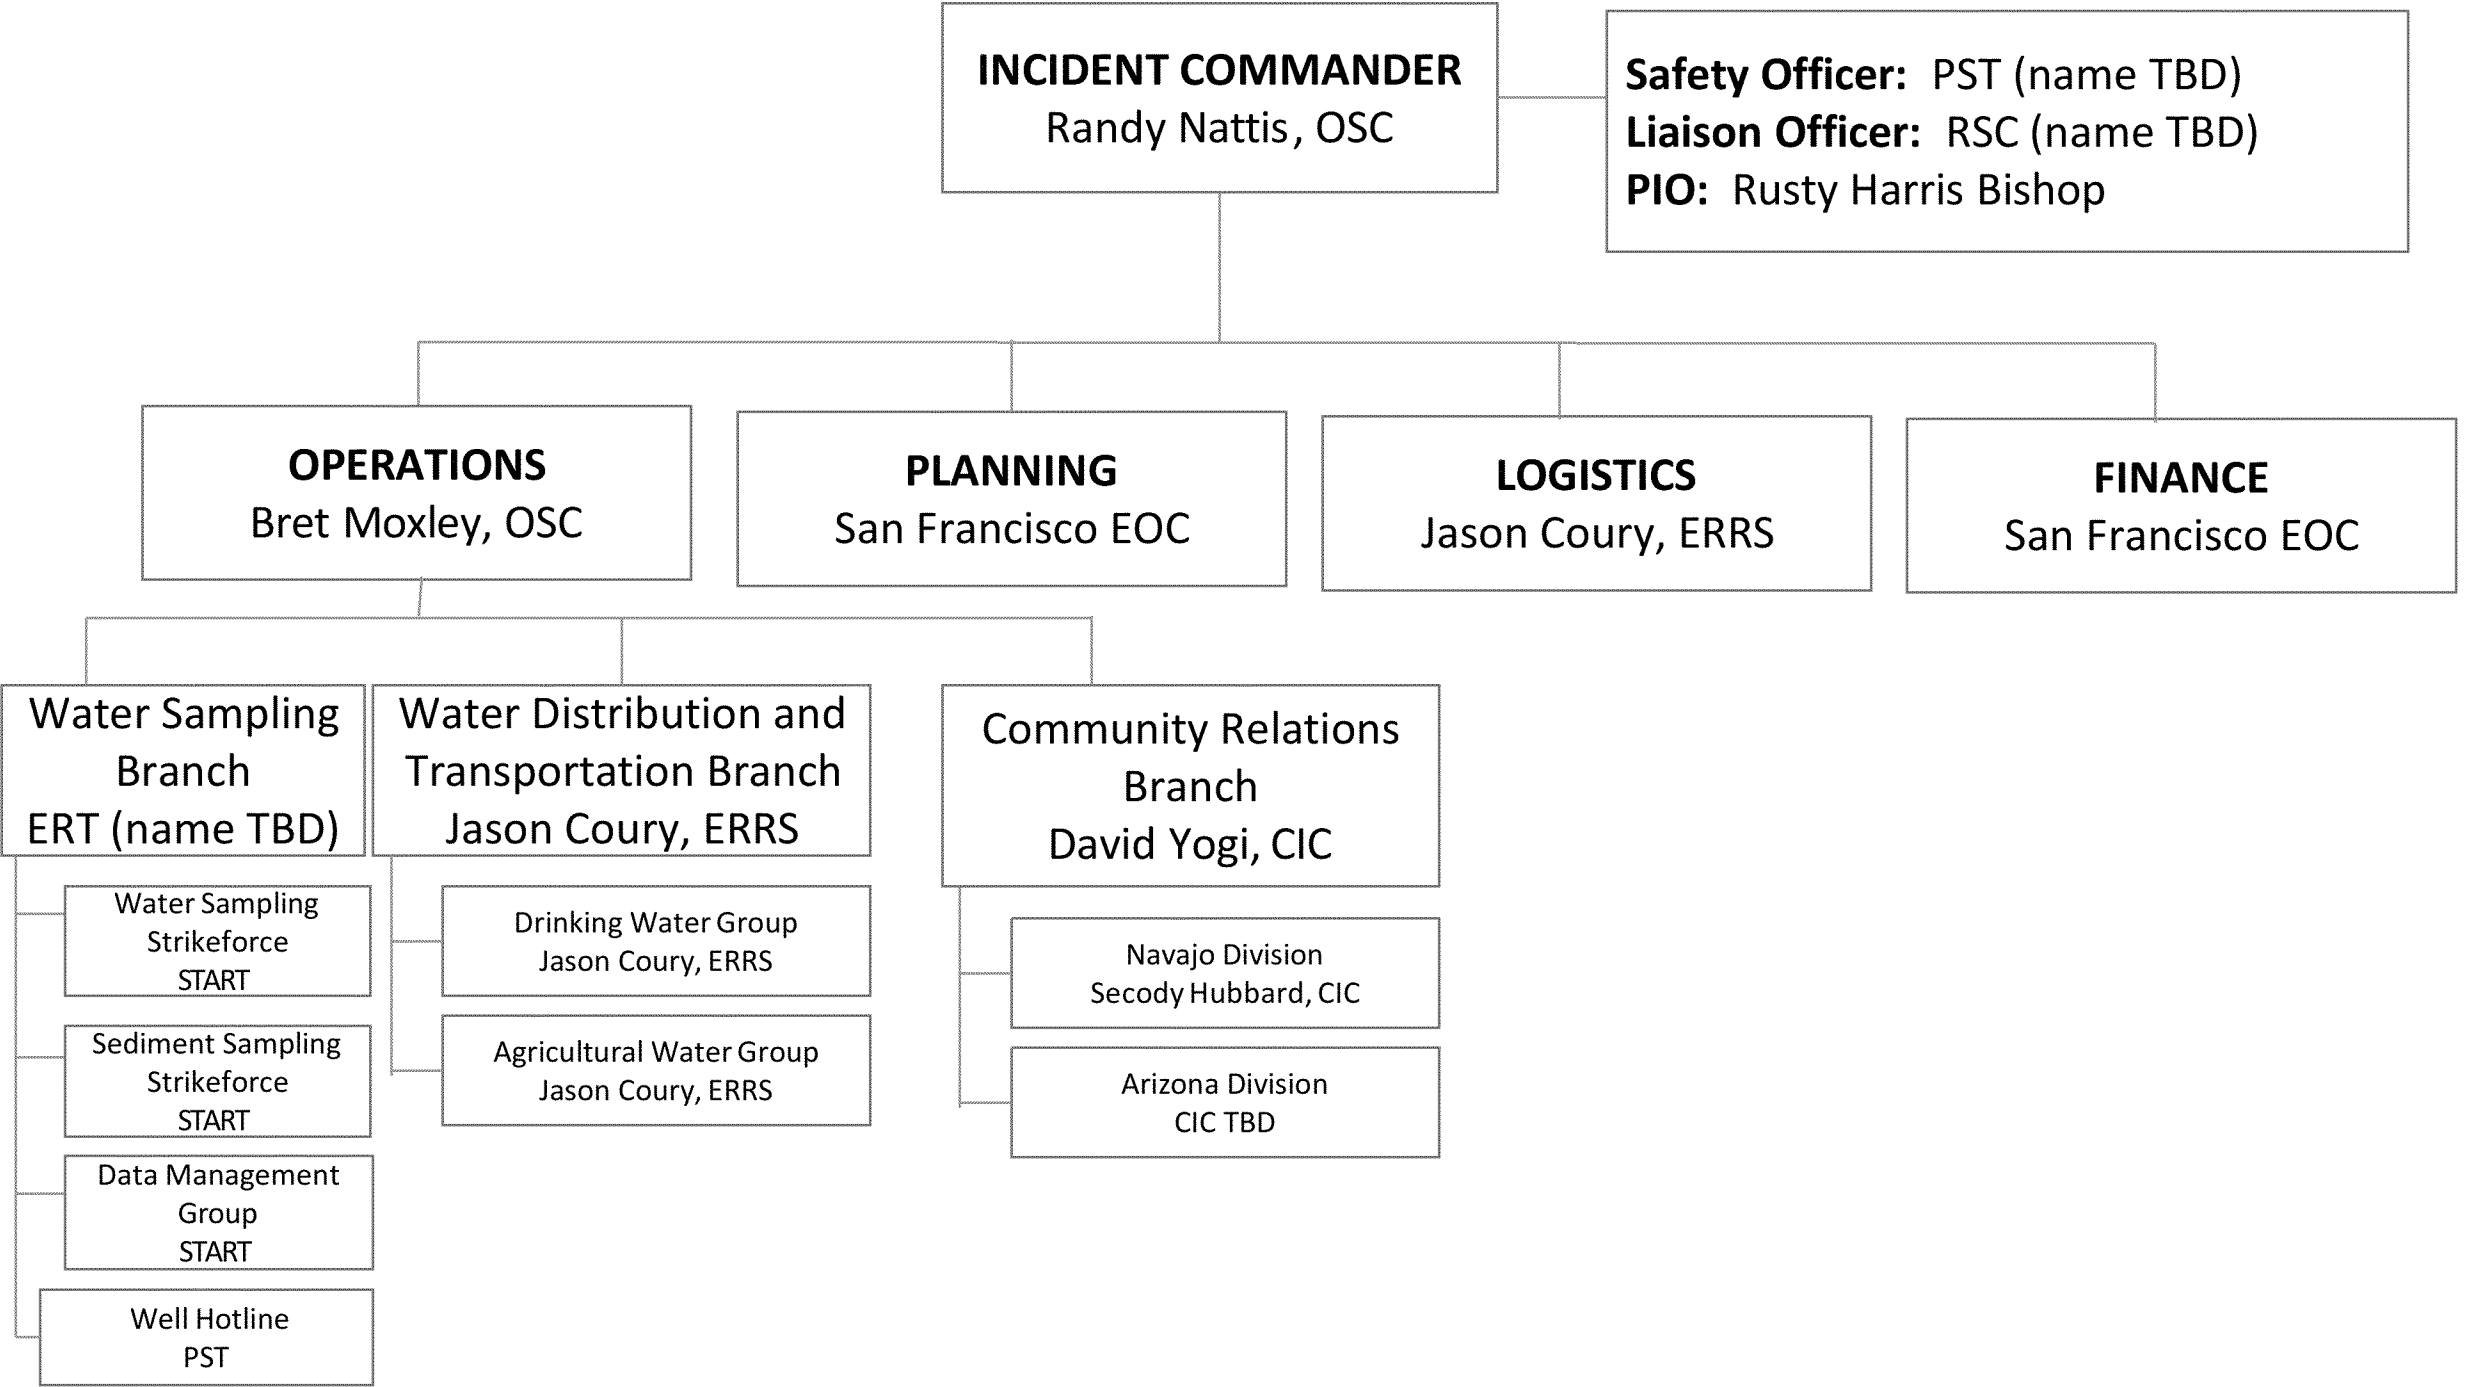 INCIDENT COMMANDER
Randy Nattis, OSC
Safety Officer: PST (name TBD)
Liaison Officer: RSC (name TBD)
PIO: Rusty Harris Bishop
OPERATIONS
Bret Moxley, OSC
PLANNING
San Francisco EOC
LOGISTICS
Jason Coury, ERRS
FINANCE
San Francisco EOC
Water Sampling
Branch
ERT (name TBD)
Water Distribution and
Transportation Branch
Jason Coury, ERRS
Community Relations
Branch
David Yogi, CIC
Water Sampling
Strikeforce
START
Sediment Sampling
Strikeforce
START
Data Management
Group
START
Well Hotline
PST
Drinking Water Group
Jason Coury, ERRS
Agricultural Water Group
Jason Coury, ERRS
Navajo Division
Secody Hubbard, CIC
Arizona Division
CIC TBD